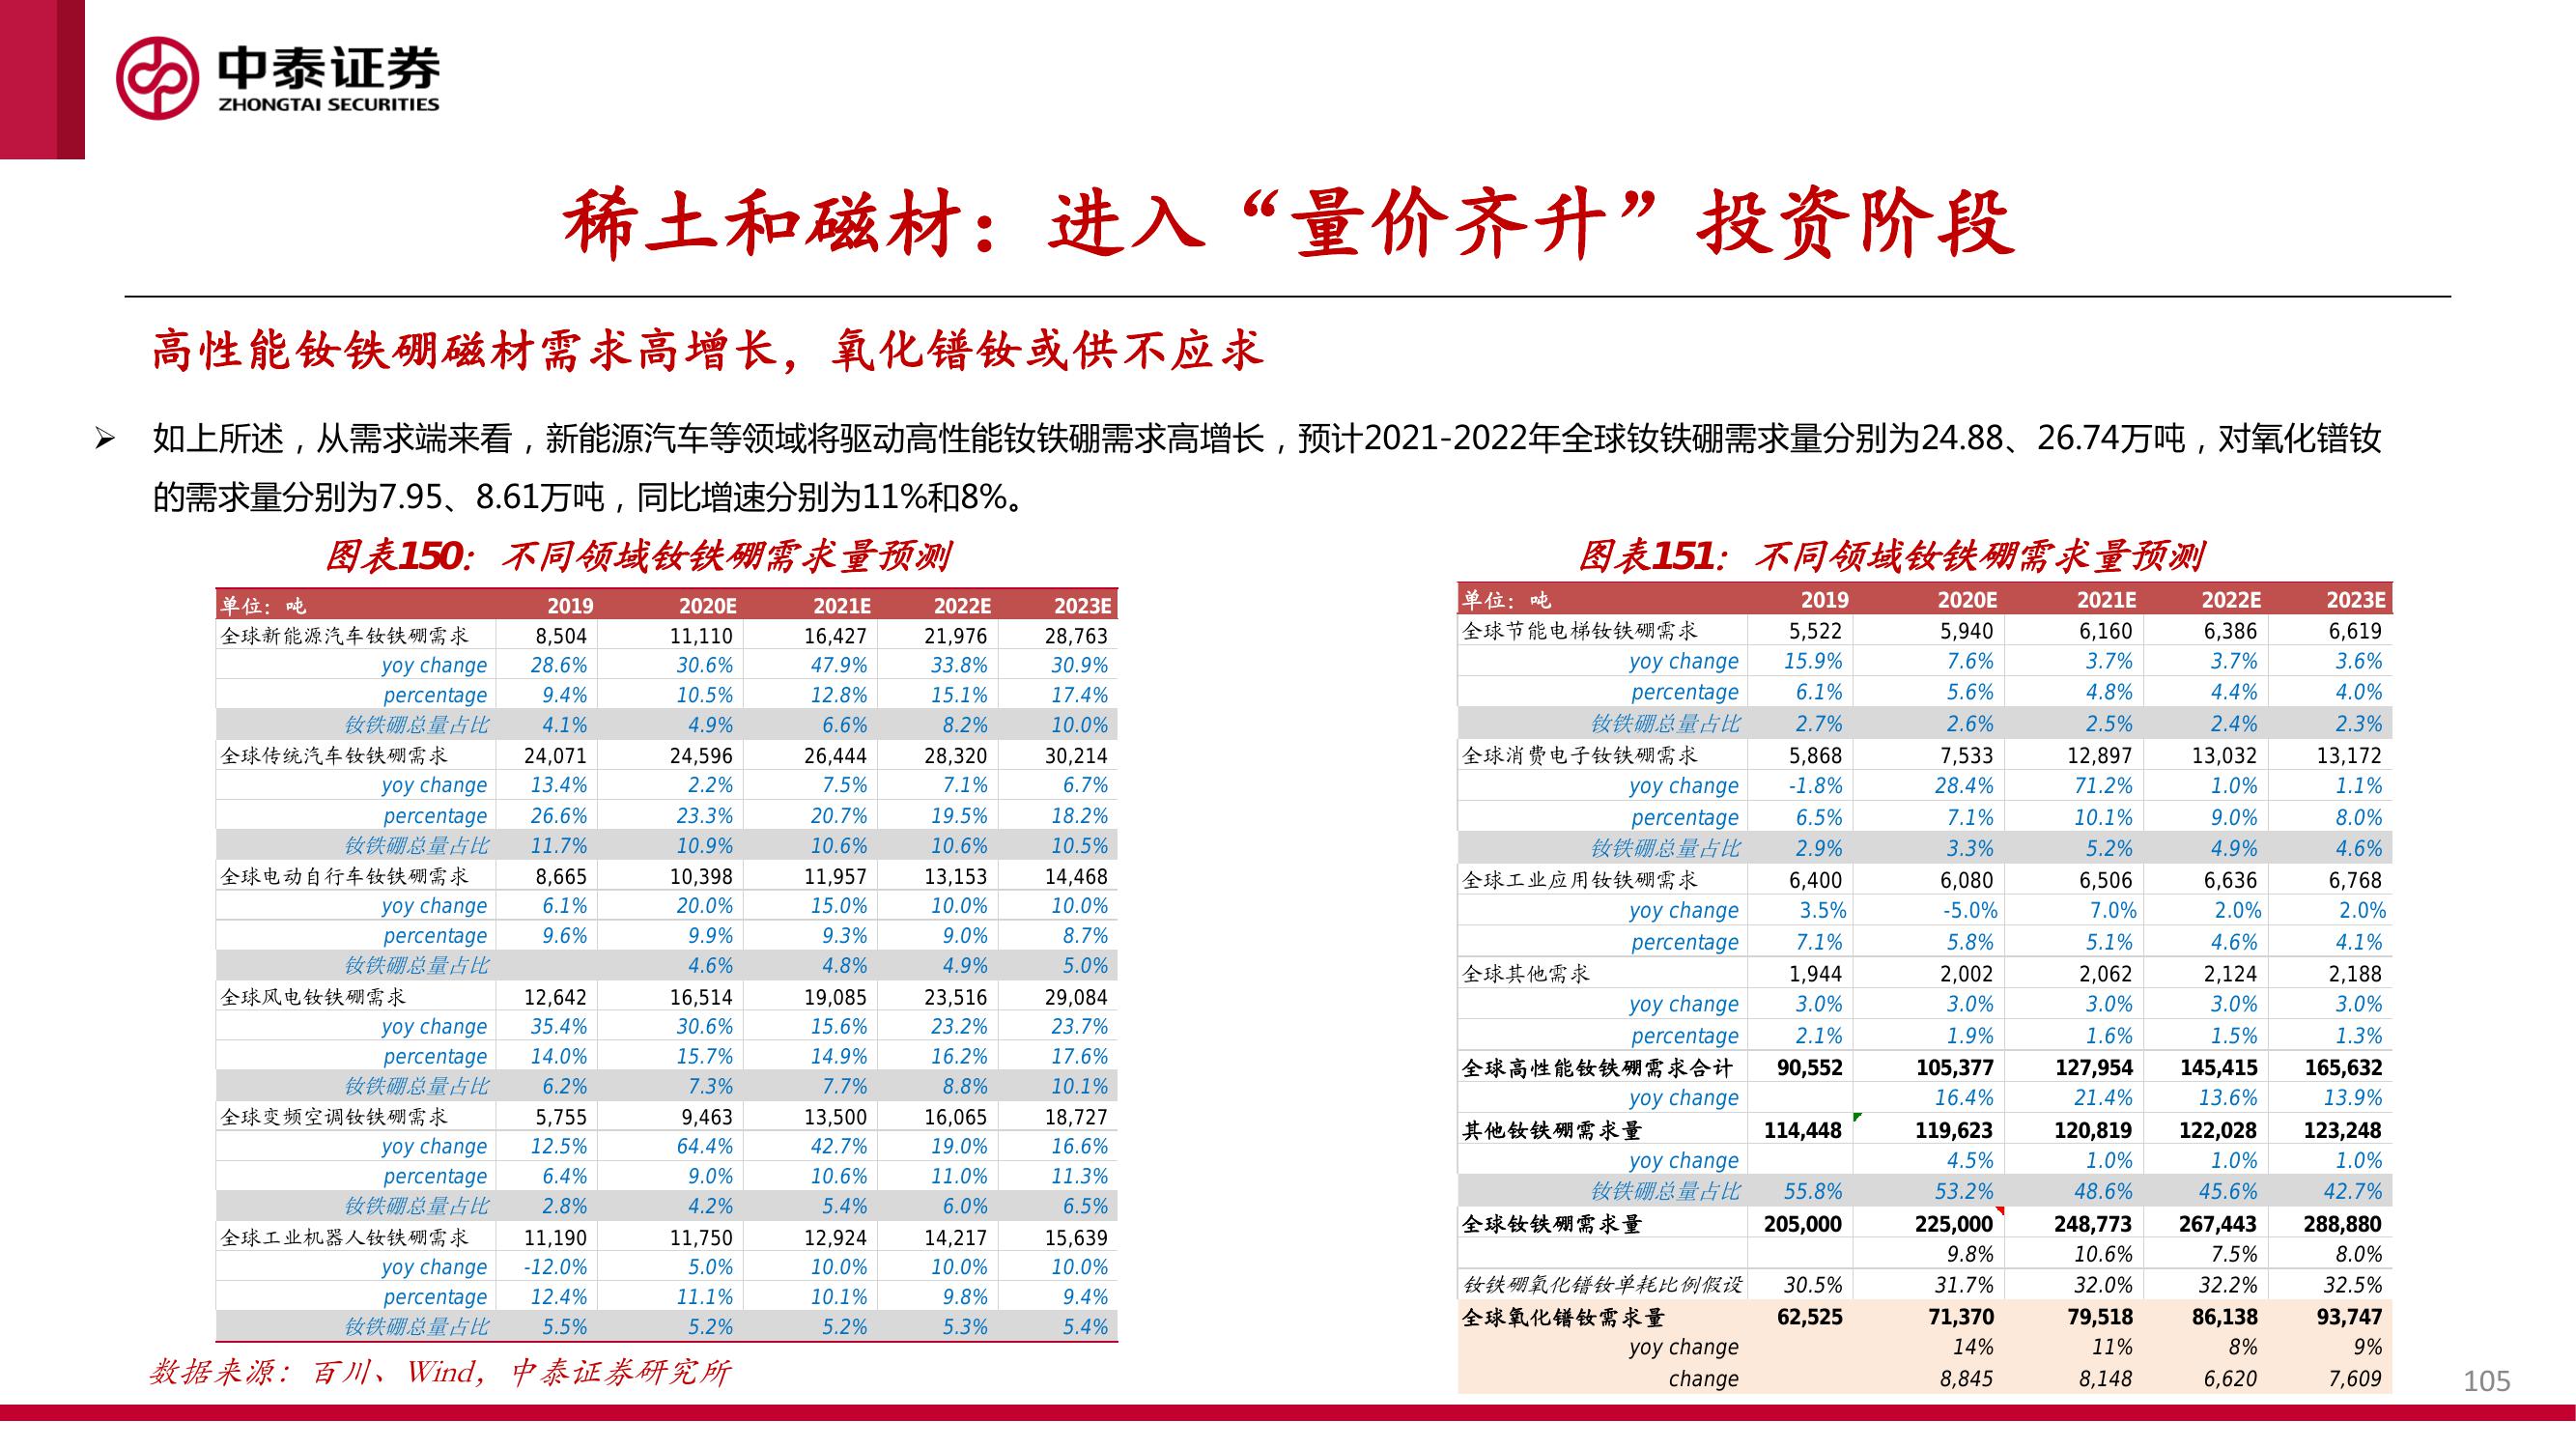 中泰证券
ZHONGTAI SECURITIES
稀土和磁材：进入“量价齐升”投资阶段
高性能钕铁硼磁材需求高增长，氧化镨钕或供不应求
➢ 如上所述，从需求端来看，新能源汽车等领域将驱动高性能钕铁硼需求高增长，预计2021-2022年全球钕铁硼需求量分别为24.88、26.74万吨，对氧化镨钕
的需求量分别为7.95、8.61万吨，同比增速分别为11%和8%。
图表150：不同领域钕铁硼需求量预测
单位：吨 2019 2020E 2021E 2022E 2023E
全球新能源汽车钕铁硼需求 8,504 11,110 16,427 21,976 28,763
yoy change 28.6% 30.6% 47.9% 33.8% 30.9%
percentage 9.4% 10.5% 12.8% 15.1% 17.4%
钕铁硼总量占比 4.1% 4.9% 6.6% 8.2% 10.0%
全球传统汽车钕铁硼需求 24,071 24,596 26,444 28,320 30,214
yoy change 13.4% 2.2% 7.5% 7.1% 6.7%
percentage 26.6% 23.3% 20.7% 19.5% 18.2%
钕铁硼总量占比 11.7% 10.9% 10.6% 10.6% 10.5%
全球电动自行车钕铁硼需求 8,665 10,398 11,957 13,153 14,468
yoy change 6.1% 20.0% 15.0% 10.0% 10.0%
percentage 9.6% 9.9% 9.3% 9.0% 8.7%
钕铁硼总量占比 4.6% 4.8% 4.9% 5.0%
全球风电钕铁硼需求 12,642 16,514 19,085 23,516 29,084
yoy change 35.4% 30.6% 15.6% 23.2% 23.7%
percentage 14.0% 15.7% 14.9% 16.2% 17.6%
钕铁硼总量占比 6.2% 7.3% 7.7% 8.8% 10.1%
全球变频空调钕铁硼需求 5,755 9,463 13,500 16,065 18,727
yoy change 12.5% 64.4% 42.7% 19.0% 16.6%
percentage 6.4% 9.0% 10.6% 11.0% 11.3%
钕铁硼总量占比 2.8% 4.2% 5.4% 6.0% 6.5%
全球工业机器人钕铁硼需求 11,190 11,750 12,924 14,217 15,639
yoy change -12.0% 5.0% 10.0% 10.0% 10.0%
percentage 12.4% 11.1% 10.1% 9.8% 9.4%
钕铁硼总量占比 5.5% 5.2% 5.2% 5.3% 5.4%
数据来源：百川、Wind，中泰证券研究所
图表151：不同领域钕铁硼需求量预测
单位：吨 2019 2020E 2021E 2022E 2023E
全球节能电梯钕铁硼需求 5,522 5,940 6,160 6,386 6,619
yoy change 15.9% 7.6% 3.7% 3.7% 3.6%
percentage 6.1% 5.6% 4.8% 4.4% 4.0%
钕铁硼总量占比 2.7% 2.6% 2.5% 2.4% 2.3%
全球消费电子钕铁硼需求 5,868 7,533 12,897 13,032 13,172
yoy change -1.8% 28.4% 71.2% 1.0% 1.1%
percentage 6.5% 7.1% 10.1% 9.0% 8.0%
钕铁硼总量占比 2.9% 3.3% 5.2% 4.9% 4.6%
全球工业应用钕铁硼需求 6,400 6,080 6,506 6,636 6,768
yoy change 3.5% -5.0% 7.0% 2.0% 2.0%
percentage 7.1% 5.8% 5.1% 4.6% 4.1%
全球其他需求 1,944 2,002 2,062 2,124 2,188
yoy change 3.0% 3.0% 3.0% 3.0% 3.0%
percentage 2.1% 1.9% 1.6% 1.5% 1.3%
全球高性能钕铁硼需求合计 90,552 105,377 127,954 145,415 165,632
yoy change 16.4% 21.4% 13.6% 13.9%
其他钕铁硼需求量 114,448 119,623 120,819 122,028 123,248
yoy change 4.5% 1.0% 1.0% 1.0%
钕铁硼总量占比 55.8% 53.2% 48.6% 45.6% 42.7%
全球钕铁硼需求量 205,000 225,000 248,773 267,443 288,880
9.8% 10.6% 7.5% 8.0%
钕铁硼氧化镨钕单耗比例假设 30.5% 31.7% 32.0% 32.2% 32.5%
全球氧化镨钕需求量 62,525 71,370 79,518 86,138 93,747
yoy change 14% 11% 8% 9%
change 8,845 8,148 6,620 7,609
105